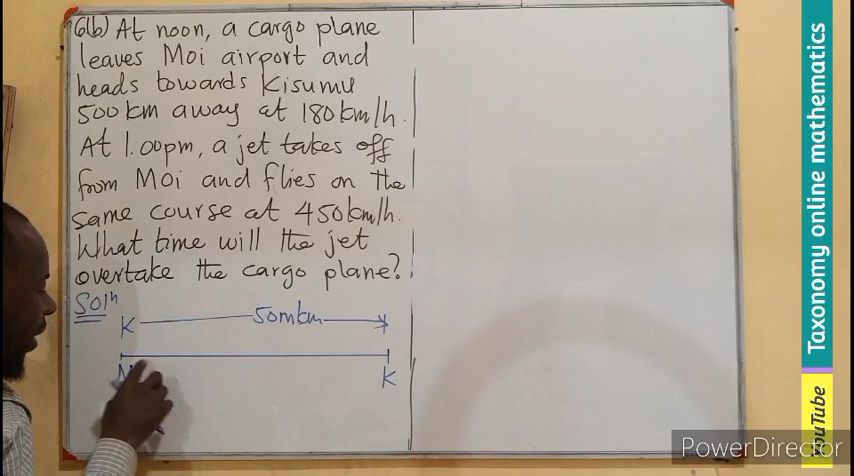 6(b) At noon, a cargo plane
leaves Moi airport and
heads towards Kisumu
500km away at 180km/h.
At 1.00pm, a jet takes off
from Moi and flies on the
same course at 450km/h.
What time will the jet
overtake the cargo plane?
Soln
K 500km
M K
Taxonomy online mathematics
YouTube
PowerDirector